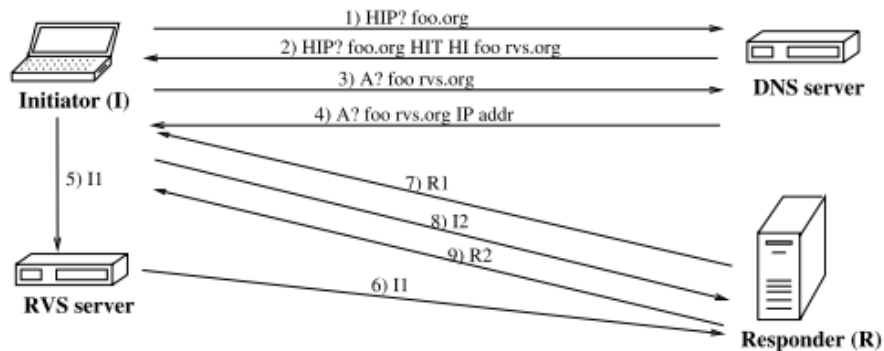 1) HIP? foo.org
2) HIP? foo.org HIT HI foo rvs.org
3) A? foo rvs.org
Initiator (I)
DNS server
4) A? foo rvs.org IP addr
5) I1
7) R1
8) I2
9) R2
6) I1
RVS server
Responder (R)